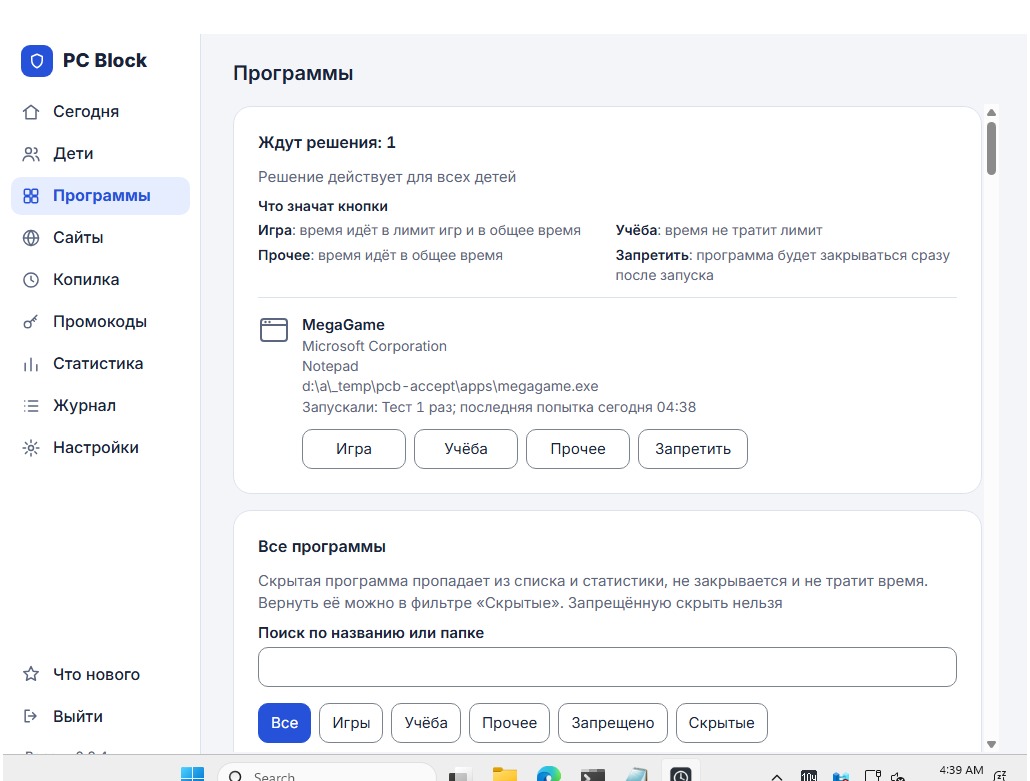 PC Block
Сегодня
Дети
Программы
Сайты
Копилка
Промокоды
Статистика
Журнал
Настройки
Что нового
Выйти
Программы
Ждут решения: 1
Решение действует для всех детей
Что значат кнопки
Игра: время идёт в лимит игр и в общее время
Учёба: время не тратит лимит
Прочее: время идёт в общее время
Запретить: программа будет закрываться сразу
после запуска
MegaGame
Microsoft Corporation
Notepad
d:\a\_temp\pcb-accept\apps\megagame.exe
Запускали: Тест 1 раз; последняя попытка сегодня 04:38
Игра
Учёба
Прочее
Запретить
Все программы
Скрытая программа пропадает из списка и статистики, не закрывается и не тратит время.
Вернуть её можно в фильтре «Скрытые». Запрещённую скрыть нельзя
Поиск по названию или папке
Все
Игры
Учёба
Прочее
Запрещено
Скрытые
Search
4:39 AM